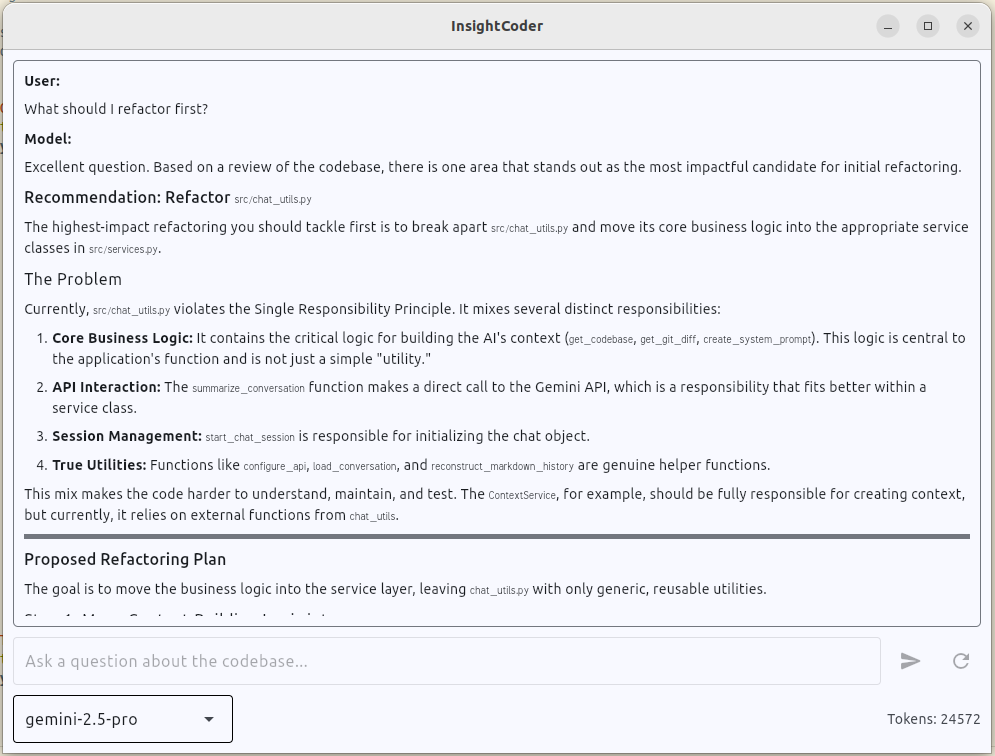 InsightCoder
User:
What should I refactor first?
Model:
Excellent question. Based on a review of the codebase, there is one area that stands out as the most impactful candidate for initial refactoring.
Recommendation: Refactor src/chat_utils.py
The highest-impact refactoring you should tackle first is to break apart src/chat_utils.py and move its core business logic into the appropriate service
classes in src/services.py.
The Problem
Currently, src/chat_utils.py violates the Single Responsibility Principle. It mixes several distinct responsibilities:
1. Core Business Logic: It contains the critical logic for building the AI's context (get_codebase, get_git_diff, create_system_prompt). This logic is central to
the application's function and is not just a simple "utility."
2. API Interaction: The summarize_conversation function makes a direct call to the Gemini API, which is a responsibility that fits better within a
service class.
3. Session Management: start_chat_session is responsible for initializing the chat object.
4. True Utilities: Functions like configure_api, load_conversation, and reconstruct_markdown_history are genuine helper functions.
This mix makes the code harder to understand, maintain, and test. The ContextService, for example, should be fully responsible for creating context,
but currently, it relies on external functions from chat_utils.
Proposed Refactoring Plan
The goal is to move the business logic into the service layer, leaving chat_utils.py with only generic, reusable utilities.
Ask a question about the codebase...
gemini-2.5-pro
Tokens: 24572